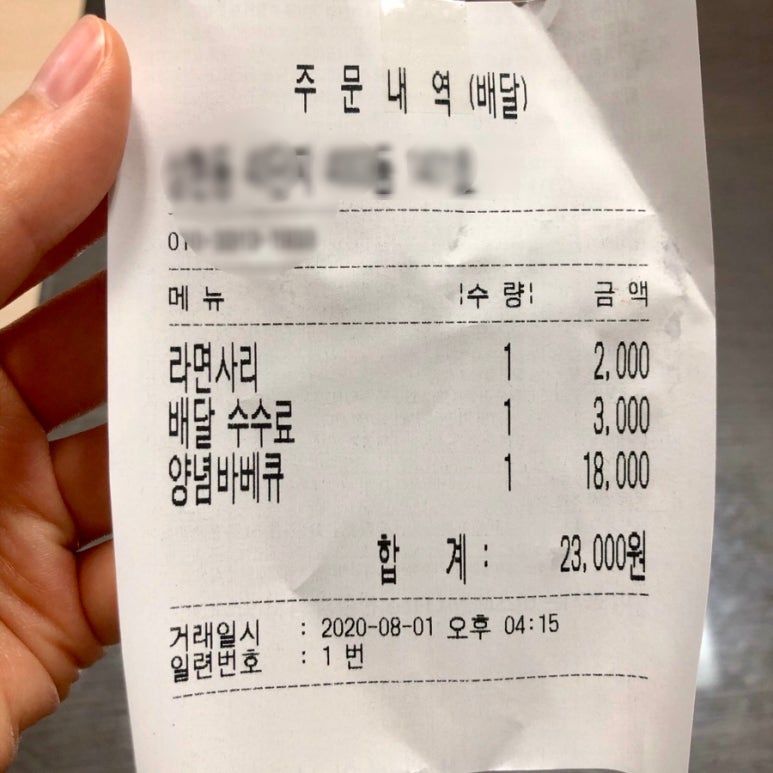 주 문 내 역 (배달)
메 뉴 수 량 금 액
라면사리 1 2,000
배달 수수료 1 3,000
양념바베큐 1 18,000
합 계 : 23,000원
거래일시 : 2020-08-01 오후 04:15
일련번호 : 1 번